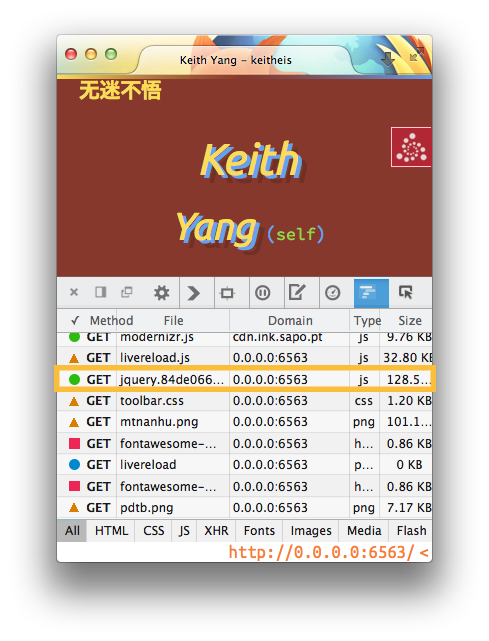 Keith Yang - keitheis
无迷不悟
Keith
Yang (self)
✓ Method File Domain Type Size
GET modernizr.js cdn.ink.sapo.pt js 9.76 KB
GET livereload.js 0.0.0.0:6563 js 32.80 KB
GET jquery.84de066... 0.0.0.0:6563 js 128.5...
GET toolbar.css 0.0.0.0:6563 css 1.20 KB
GET mtnanhu.png 0.0.0.0:6563 png 101.1...
GET fontawesome-... 0.0.0.0:6563 h... 0.86 KB
GET livereload 0.0.0.0:6563 p... 0 KB
GET fontawesome-... 0.0.0.0:6563 h... 0.86 KB
GET pdtb.png 0.0.0.0:6563 png 7.17 KB
All HTML CSS JS XHR Fonts Images Media Flash
http://0.0.0.0:6563/ <